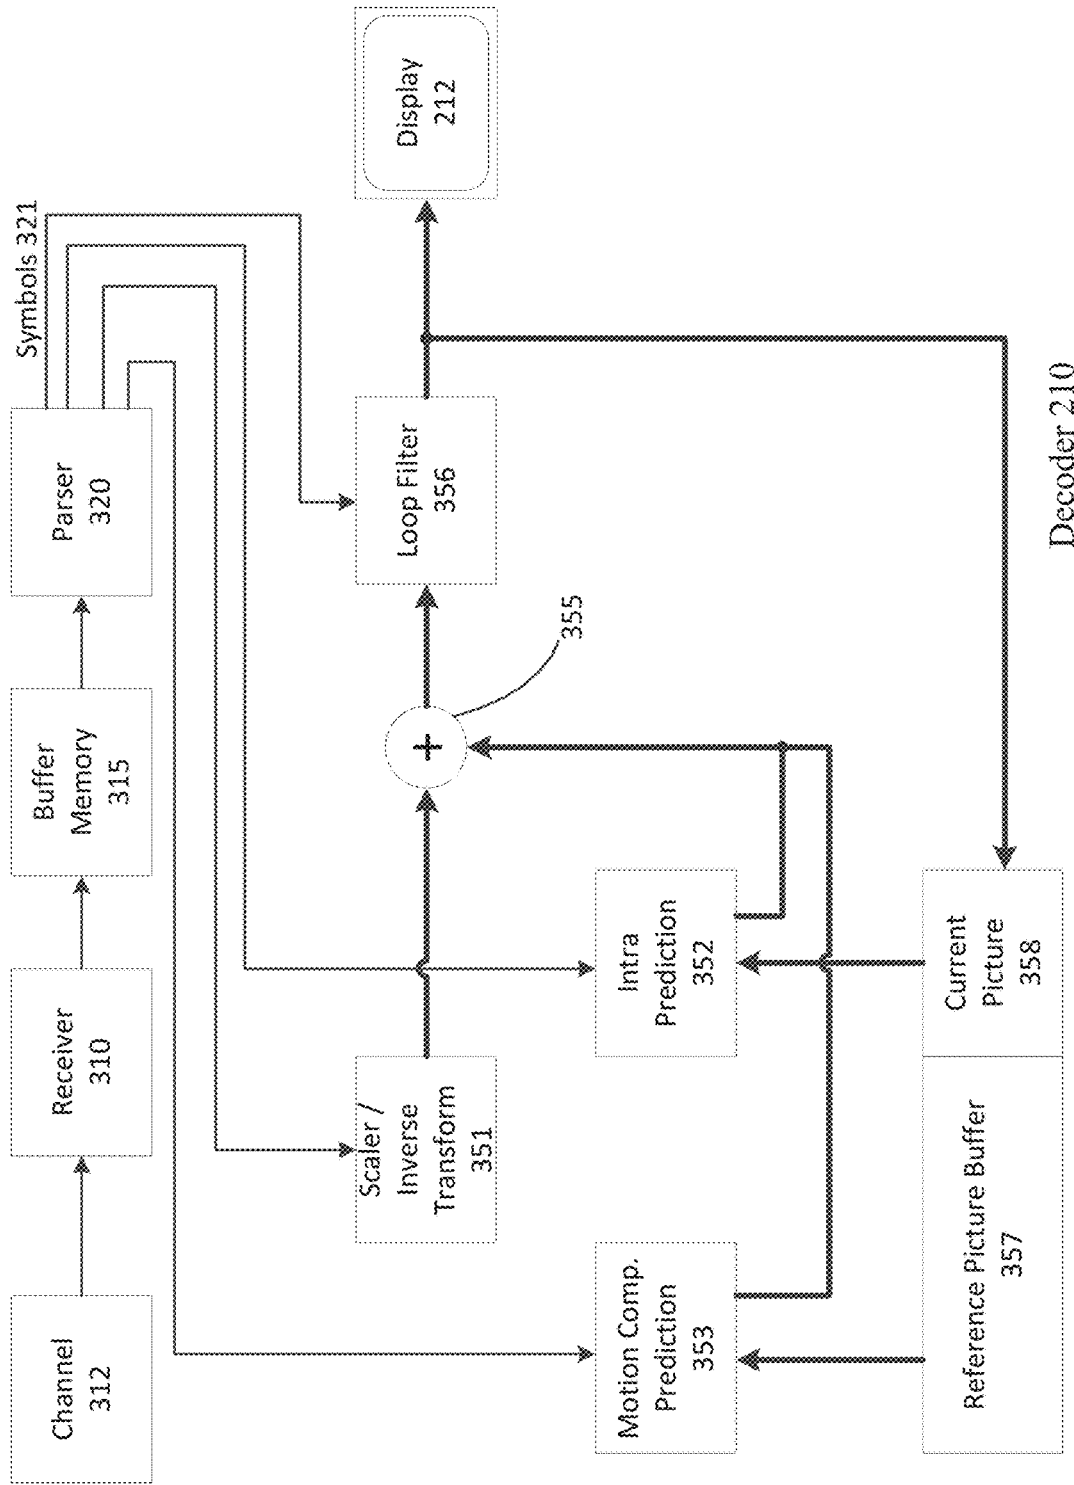 Channel
312
Receiver
310
Buffer
Memory
315
Parser
320
Symbols 321
Scaler /
Inverse
Transform
351
355
Loop Filter
356
Display
212
Motion Comp.
Prediction
353
Intra
Prediction
352
Reference Picture Buffer
357
Current
Picture
358
Decoder 210